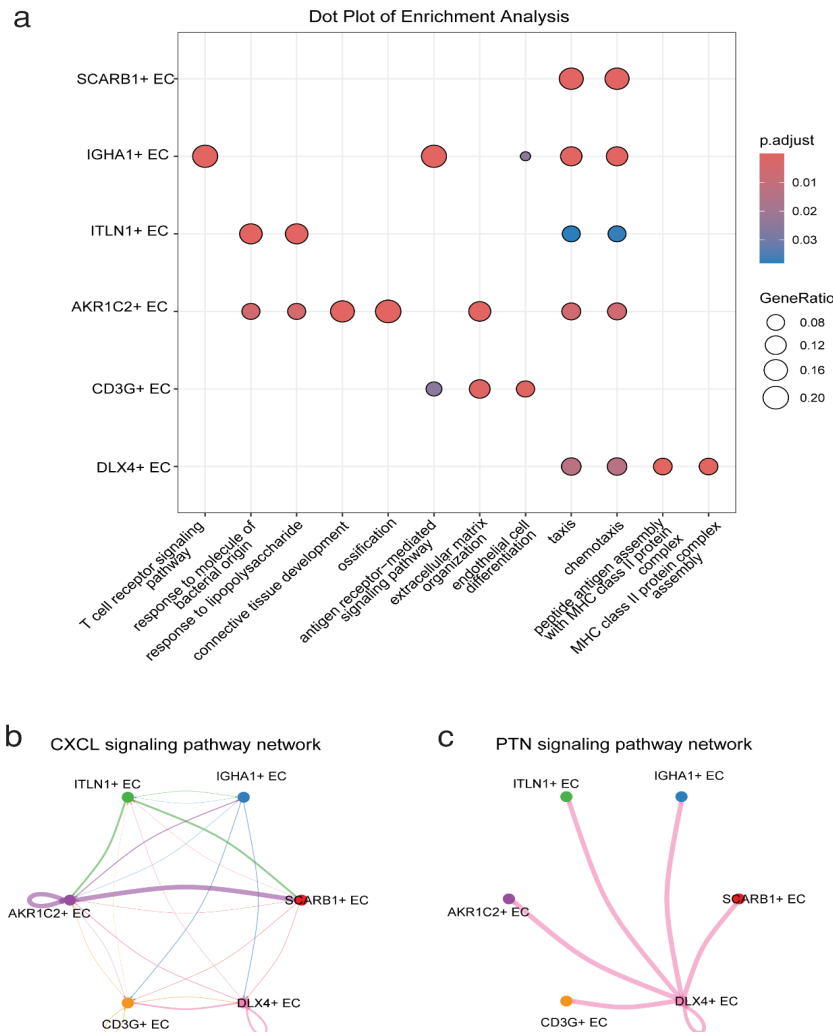 a
Dot Plot of Enrichment Analysis
SCARB1+ EC
IGHA1+ EC
ITLN1+ EC
AKR1C2+ EC
CD3G+ EC
DLX4+ EC
p.adjust
0.01
0.02
0.03
GeneRatio
0.08
0.12
0.16
0.20
T cell receptor signaling
pathway
response to molecule of
bacterial origin
response to lipopolysaccharide
connective tissue development
ossification
antigen receptor−mediated
signaling pathway
extracellular matrix
organization
endothelial cell
differentiation
taxis
chemotaxis
peptide antigen assembly
with MHC class II protein
complex
MHC class II protein complex
assembly
b
CXCL signaling pathway network
ITLN1+ EC
IGHA1+ EC
AKR1C2+ EC
SCARB1+ EC
CD3G+ EC
DLX4+ EC
c
PTN signaling pathway network
ITLN1+ EC
IGHA1+ EC
AKR1C2+ EC
SCARB1+ EC
CD3G+ EC
DLX4+ EC